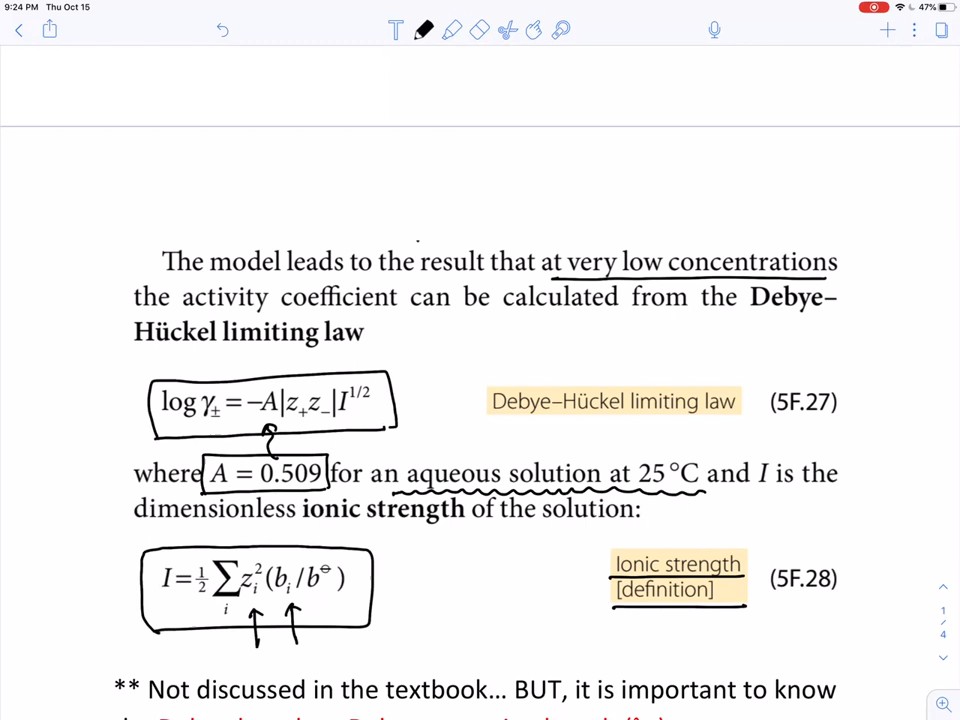 9:24 PM Thu Oct 15
47%
T
The model leads to the result that at very low concentrations
the activity coefficient can be calculated from the Debye–
Hückel limiting law
log γ± = −A|z₊z₋|I^1/2
Debye–Hückel limiting law (5F.27)
where A = 0.509 for an aqueous solution at 25 °C and I is the
dimensionless ionic strength of the solution:
I = ½ ∑ᵢ zᵢ²(bᵢ/b⦵)
Ionic strength
[definition] (5F.28)
1
/
4
** Not discussed in the textbook... BUT, it is important to know